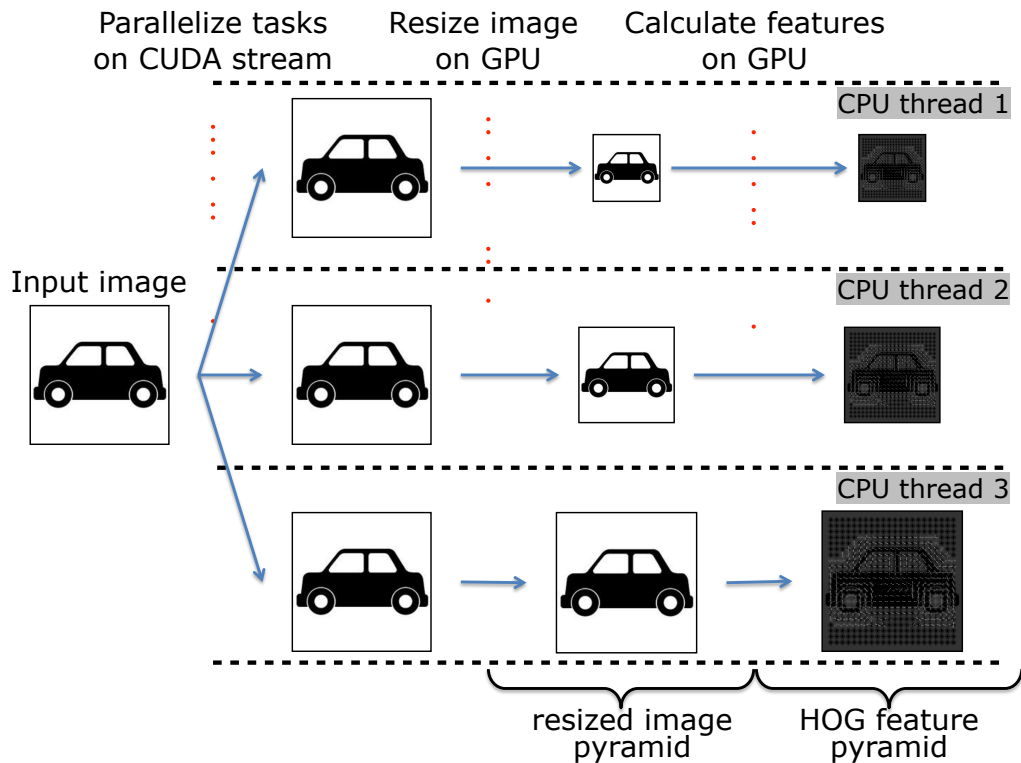 Parallelize tasks
on CUDA stream
Resize image
on GPU
Calculate features
on GPU
CPU thread 1
Input image
CPU thread 2
CPU thread 3
resized image
pyramid
HOG feature
pyramid